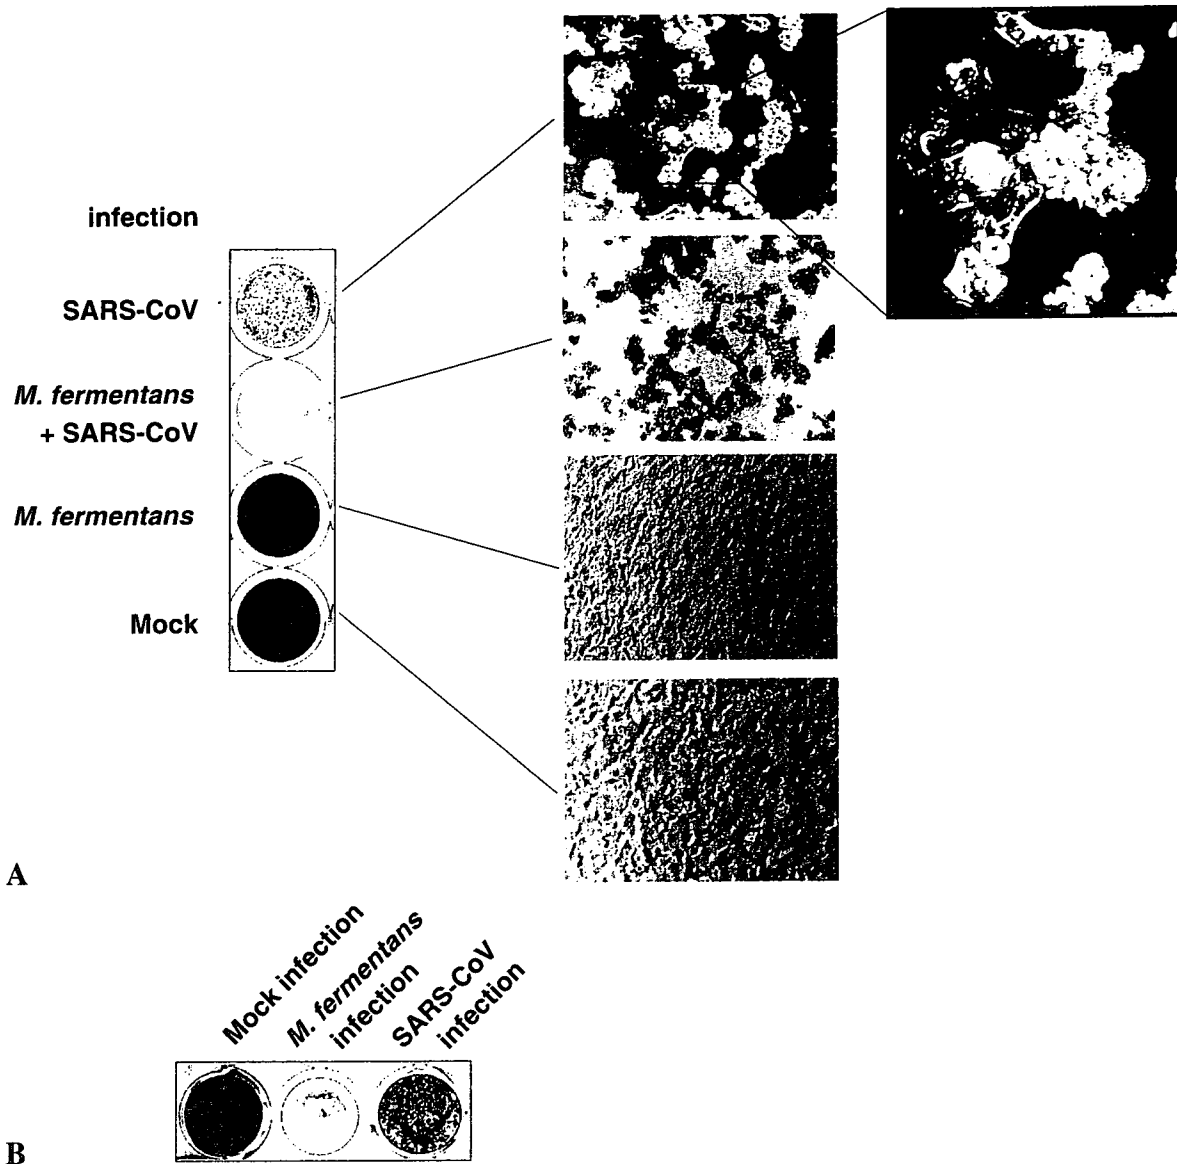 A
infection
SARS-CoV
M. fermentans
+ SARS-CoV
M. fermentans
Mock
B
Mock infection
M. fermentans
infection
SARS-CoV
infection